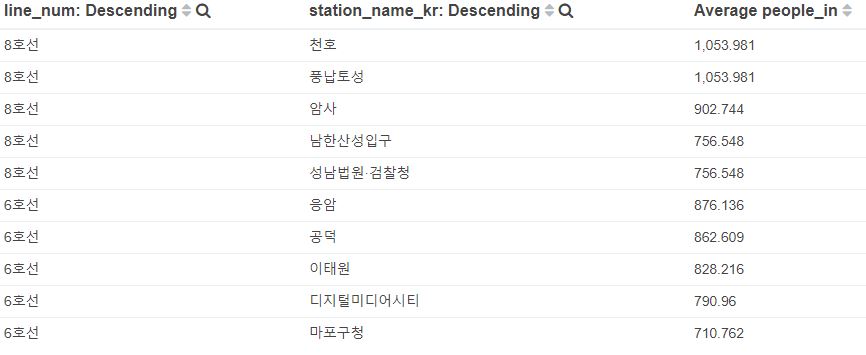 line_num: Descending station_name_kr: Descending Average people_in
8호선 천호 1,053.981
8호선 풍납토성 1,053.981
8호선 암사 902.744
8호선 남한산성입구 756.548
8호선 성남법원·검찰청 756.548
6호선 응암 876.136
6호선 공덕 862.609
6호선 이태원 828.216
6호선 디지털미디어시티 790.96
6호선 마포구청 710.762